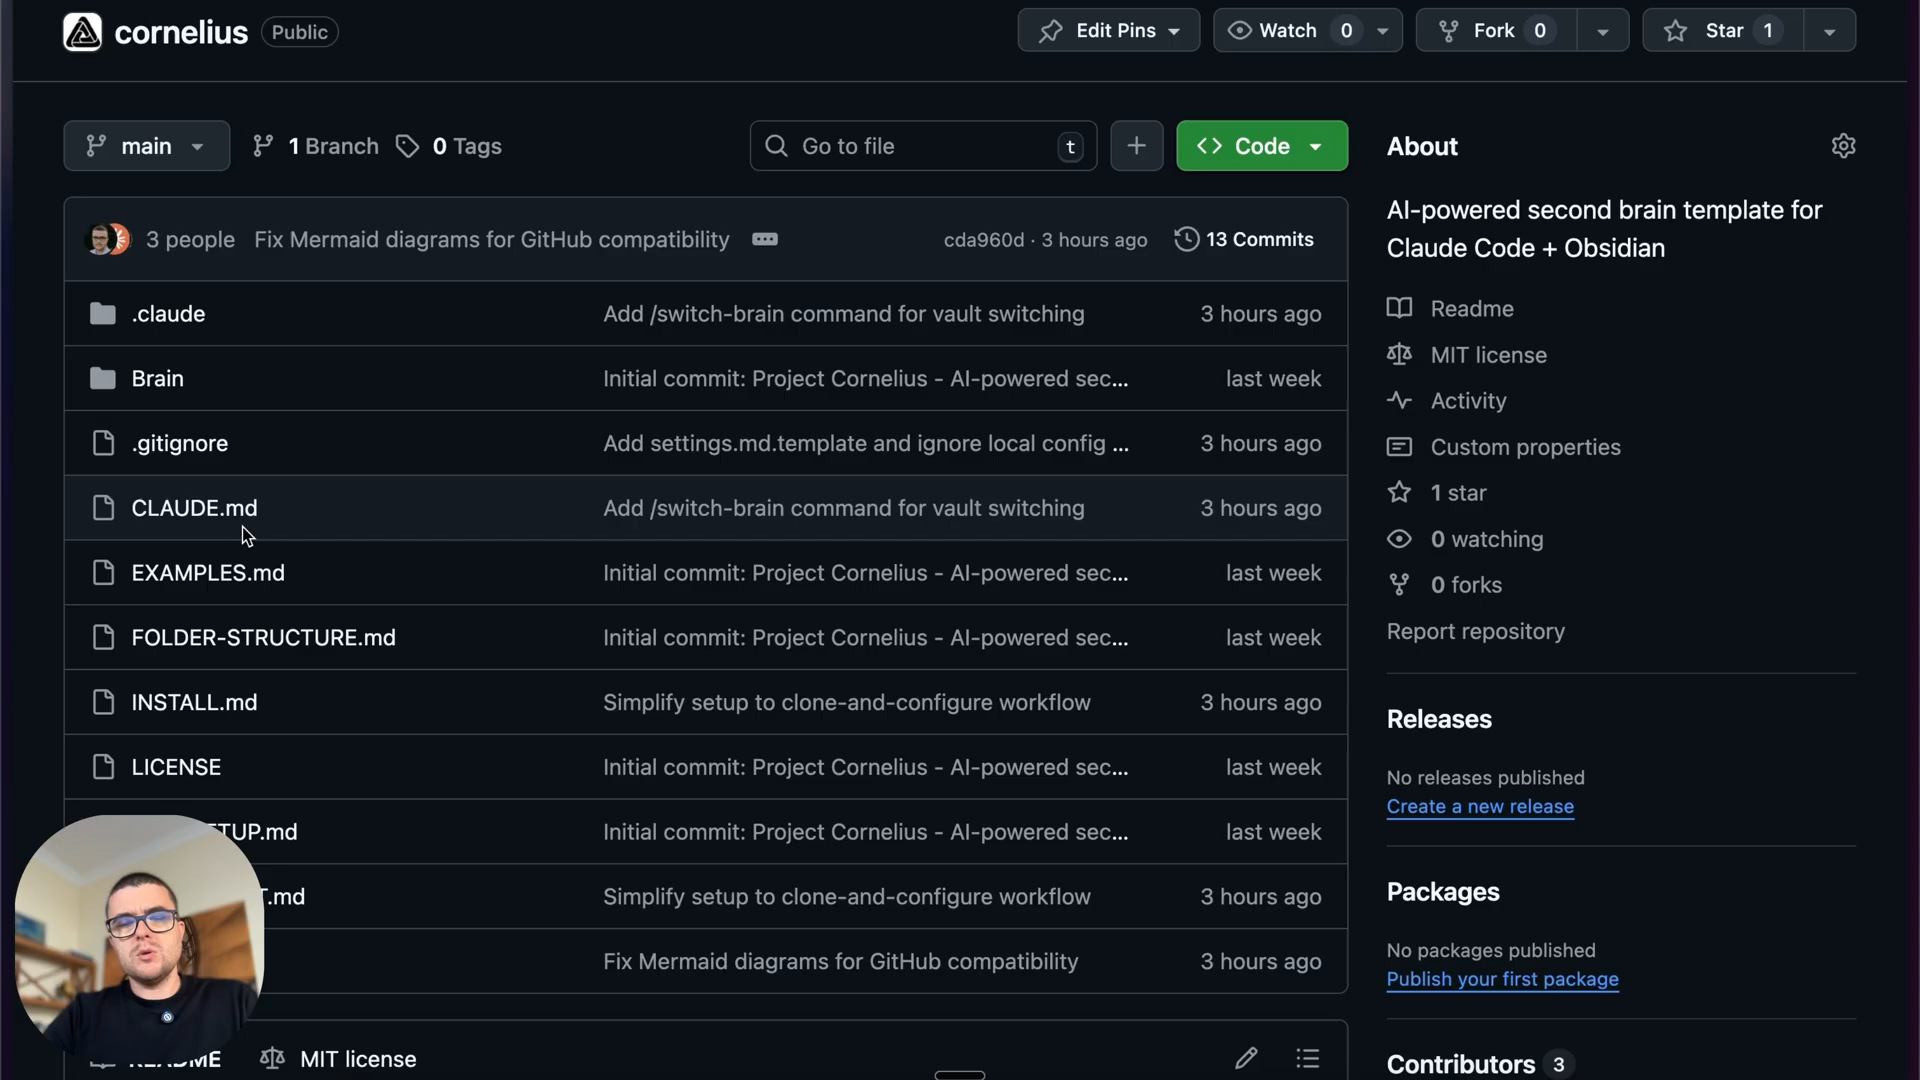 cornelius Public Edit Pins Watch 0 Fork 0 Star 1
main 1 Branch 0 Tags Go to file t Code
3 people Fix Mermaid diagrams for GitHub compatibility cda960d · 3 hours ago 13 Commits
.claude Add /switch-brain command for vault switching 3 hours ago
Brain Initial commit: Project Cornelius - AI-powered sec... last week
.gitignore Add settings.md.template and ignore local config ... 3 hours ago
CLAUDE.md Add /switch-brain command for vault switching 3 hours ago
EXAMPLES.md Initial commit: Project Cornelius - AI-powered sec... last week
FOLDER-STRUCTURE.md Initial commit: Project Cornelius - AI-powered sec... last week
INSTALL.md Simplify setup to clone-and-configure workflow 3 hours ago
LICENSE Initial commit: Project Cornelius - AI-powered sec... last week
TUP.md Initial commit: Project Cornelius - AI-powered sec... last week
.md Simplify setup to clone-and-configure workflow 3 hours ago
Fix Mermaid diagrams for GitHub compatibility 3 hours ago
README MIT license
About
AI-powered second brain template for
Claude Code + Obsidian
Readme
MIT license
Activity
Custom properties
1 star
0 watching
0 forks
Report repository
Releases
No releases published
Create a new release
Packages
No packages published
Publish your first package
Contributors 3